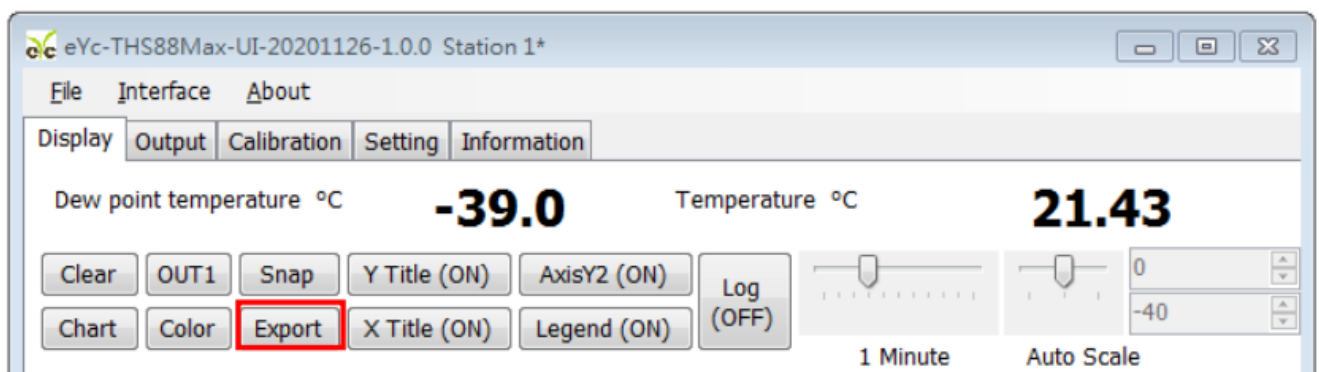 eYc eYc-THS88Max-UI-20201126-1.0.0 Station 1*
File Interface About
Display Output Calibration Setting Information
Dew point temperature °C -39.0 Temperature °C 21.43
Clear OUT1 Snap Y Title (ON) AxisY2 (ON) Log (OFF) 0
Chart Color Export X Title (ON) Legend (ON) -40
1 Minute Auto Scale